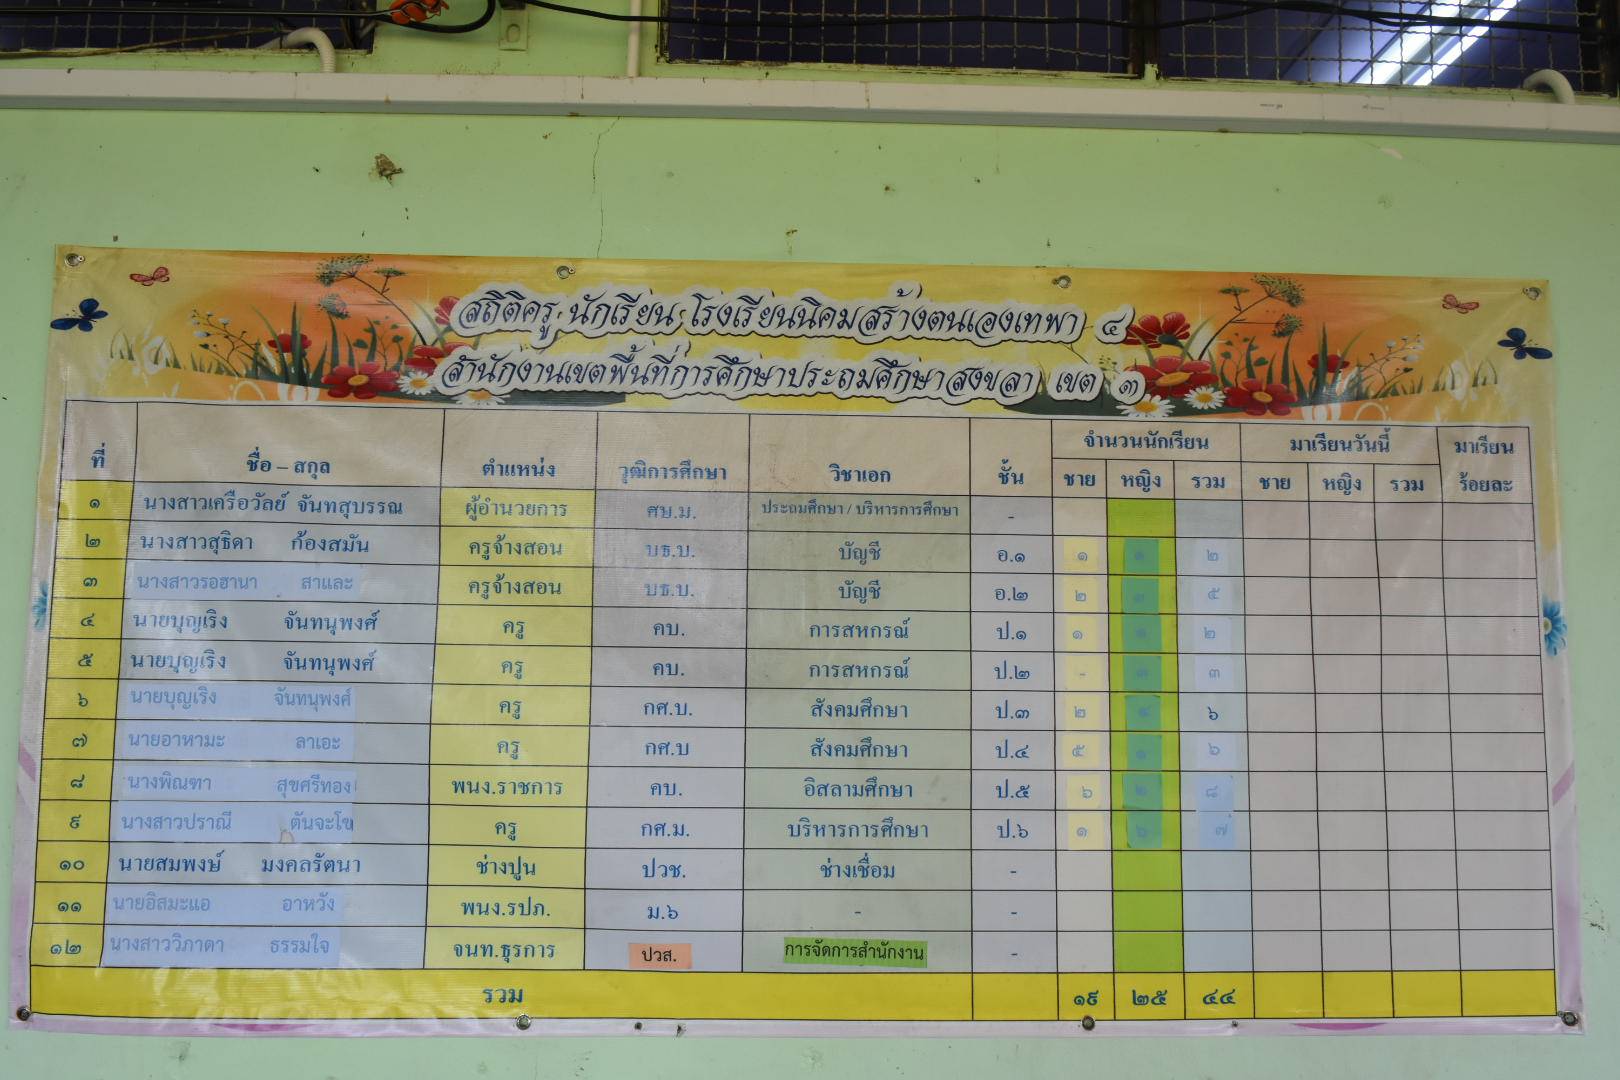 สถิติครู นักเรียน โรงเรียนนิคมสร้างตนเองเทพา ๔
สำนักงานเขตพื้นที่การศึกษาประถมศึกษาสงขลา เขต ๓
ที่ ชื่อ – สกุล ตำแหน่ง วุฒิการศึกษา วิชาเอก ชั้น จำนวนนักเรียน มาเรียนวันนี้ มาเรียน
ชาย หญิง รวม ชาย หญิง รวม ร้อยละ
๑ นางสาวเครือวัลย์ จันทสุบรรณ ผู้อำนวยการ ศษ.ม. ประถมศึกษา / บริหารการศึกษา -
๒ นางสาวสุธิดา ก้องสมัน ครูจ้างสอน บธ.บ. บัญชี อ.๑ ๑ ๑ ๒
๓ นางสาวรอฮานา สาและ ครูจ้างสอน บธ.บ. บัญชี อ.๒ ๒ ๓ ๕
๔ นายบุญเริง จันทนุพงศ์ ครู คบ. การสหกรณ์ ป.๑ ๑ ๑ ๒
๕ นายบุญเริง จันทนุพงศ์ ครู คบ. การสหกรณ์ ป.๒ - ๓ ๓
๖ นายบุญเริง จันทนุพงศ์ ครู กศ.บ. สังคมศึกษา ป.๓ ๒ ๔ ๖
๗ นายอาหามะ ลาเอะ ครู กศ.บ สังคมศึกษา ป.๔ ๕ ๑ ๖
๘ นางพิณฑา สุขศรีทอง พนง.ราชการ คบ. อิสลามศึกษา ป.๕ ๖ ๒ ๘
๙ นางสาวปราณี ตันจะโข ครู กศ.ม. บริหารการศึกษา ป.๖ ๑ ๖ ๗
๑๐ นายสมพงษ์ มงคลรัตนา ช่างปูน ปวช. ช่างเชื่อม -
๑๑ นายอิสมะแอ อาหวัง พนง.รปภ. ม.๖ - -
๑๒ นางสาววิภาดา ธรรมใจ จนท.ธุรการ ปวส. การจัดการสำนักงาน -
รวม ๑๙ ๒๕ ๔๔